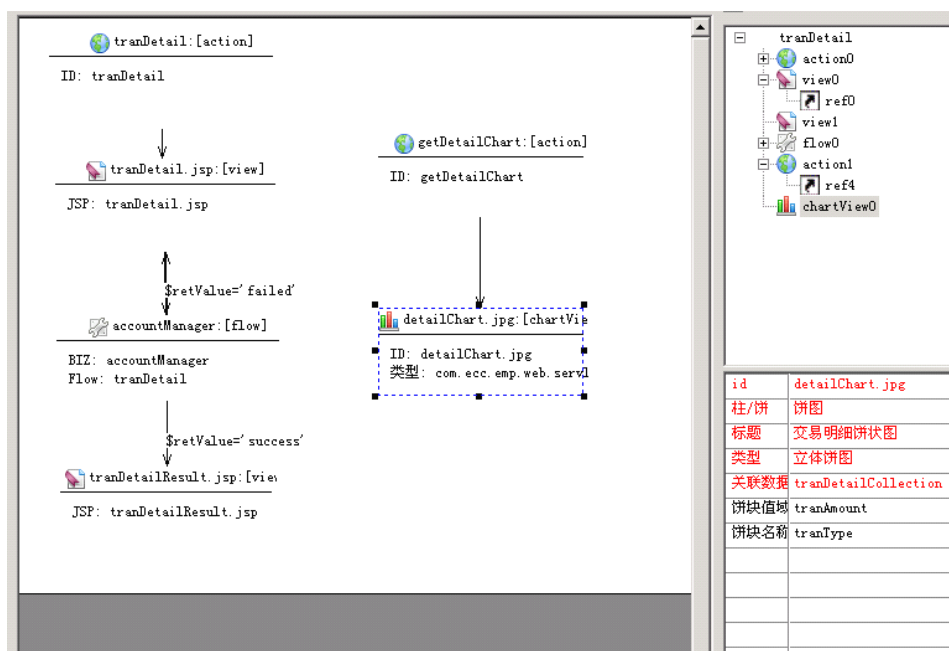 tranDetail:[action]
ID: tranDetail
tranDetail.jsp:[view]
JSP: tranDetail.jsp
$retValue='failed'
accountManager:[flow]
BIZ: accountManager
Flow: tranDetail
$retValue='success'
tranDetailResult.jsp:[view
JSP: tranDetailResult.jsp
getDetailChart:[action]
ID: getDetailChart
detailChart.jpg:[chartVie
ID: detailChart.jpg
类型: com.ecc.emp.web.servl
tranDetail
action0
view0
ref0
view1
flow0
action1
ref4
chartView0
id detailChart.jpg
柱/饼 饼图
标题 交易明细饼状图
类型 立体饼图
关联数据 tranDetailCollection
饼块值域 tranAmount
饼块名称 tranType